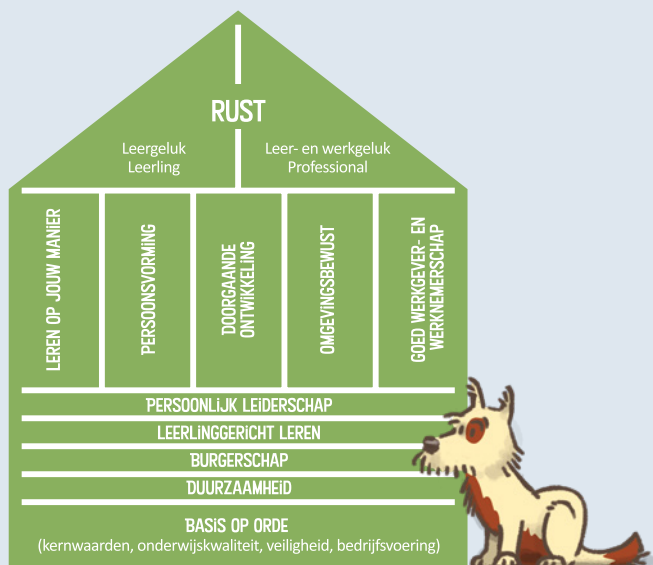 RUST
Leergeluk
Leerling
Leer- en werkgeluk
Professional
LEREN OP JOUW MANIER
PERSOONSVORMING
DOORGAANDE
ONTWIKKELING
OMGEVINGSBEWUST
GOED WERKGEVER- EN
WERKNEMERSCHAP
PERSOONLIJK LEIDERSCHAP
LEERLINGGERICHT LEREN
BURGERSCHAP
DUURZAAMHEID
BASIS OP ORDE
(kernwaarden, onderwijskwaliteit, veiligheid, bedrijfsvoering)